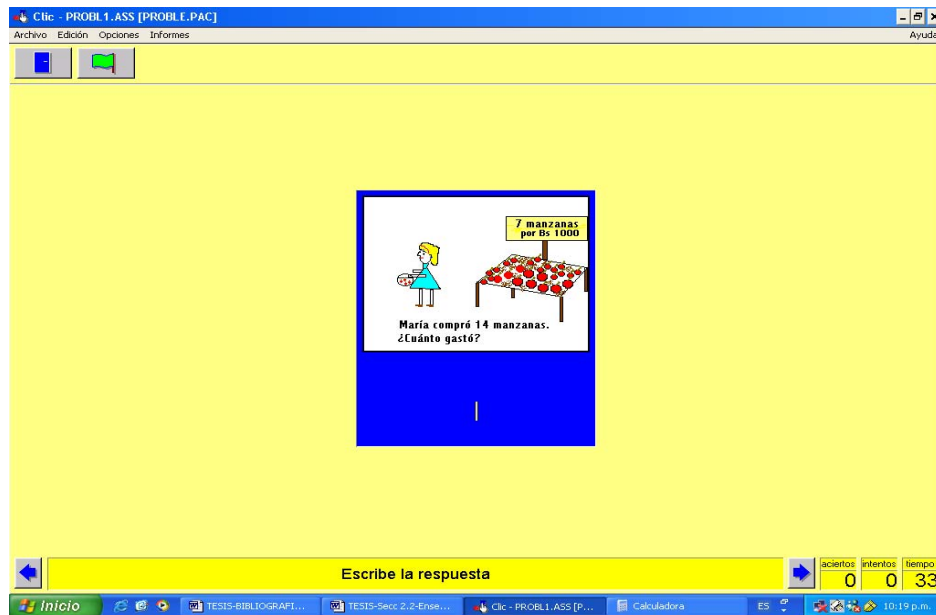 Clic - PROBL1.ASS [PROBLE.PAC]
Archivo Edición Opciones Informes Ayuda
7 manzanas
por Bs 1000
María compró 14 manzanas.
¿Cuánto gastó?
Escribe la respuesta
aciertos intentos tiempo
0 0 33
Inicio TESIS-BIBLIOGRAFI... TESIS-Secc 2.2-Ense... Clic - PROBL1.ASS [P... Calculadora ES 10:19 p.m.